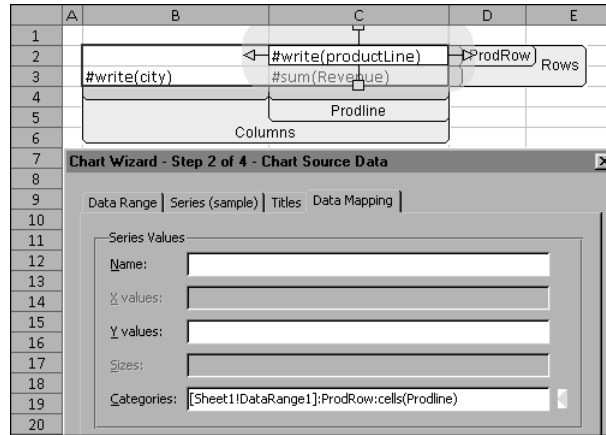 A B C D E
1
2 #write(productLine) ProdRow Rows
3 #write(city) #sum(Revenue)
4
5 Prodline
6 Columns
7 Chart Wizard - Step 2 of 4 - Chart Source Data x
8
9 Data Range Series (sample) Titles Data Mapping
10
11 Series Values
12 Name:
13
14 X values:
15 Y values:
16
17 Sizes:
18
19 Categories: [Sheet1!DataRange1]:ProdRow:cells(Prodline)
20